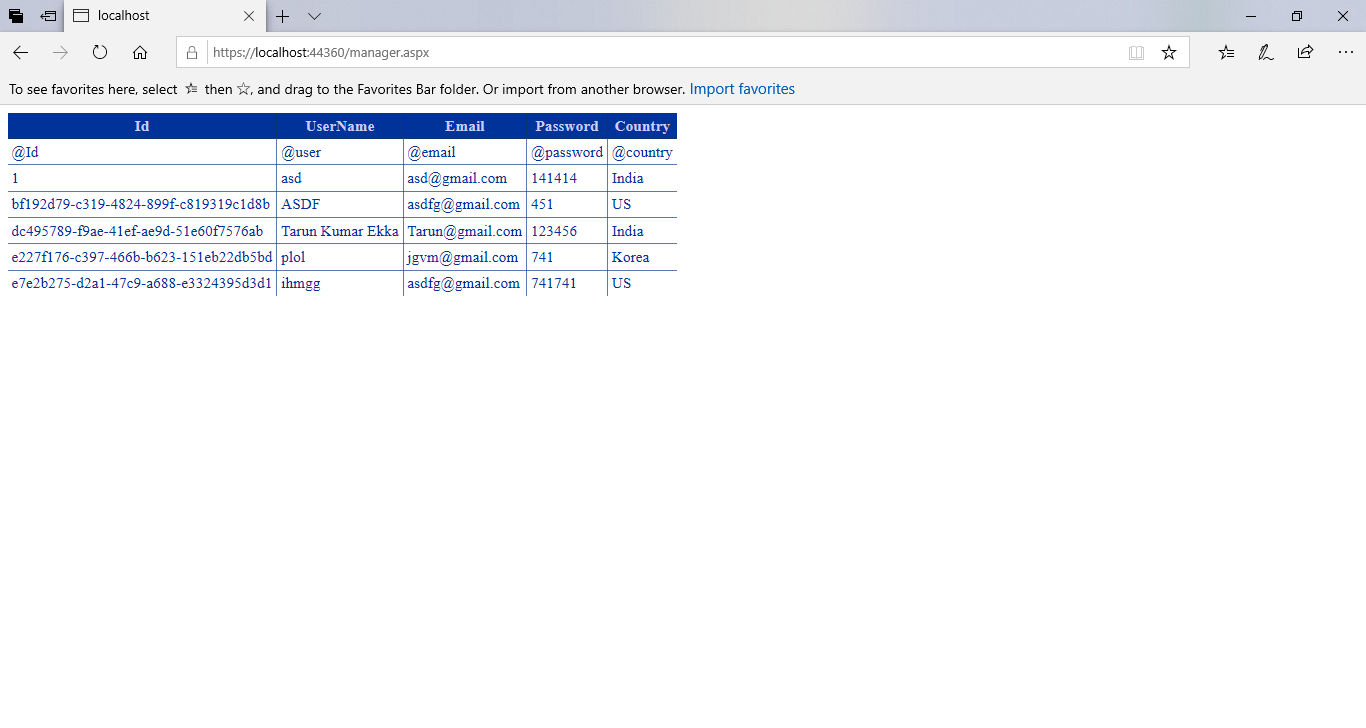 localhost
https://localhost:44360/manager.aspx
To see favorites here, select then , and drag to the Favorites Bar folder. Or import from another browser. Import favorites
Id UserName Email Password Country
@Id @user @email @password @country
1 asd asd@gmail.com 141414 India
bf192d79-c319-4824-899f-c819319c1d8b ASDF asdfg@gmail.com 451 US
dc495789-f9ae-41ef-ae9d-51e60f7576ab Tarun Kumar Ekka Tarun@gmail.com 123456 India
e227f176-c397-466b-b623-151eb22db5bd plol jgvm@gmail.com 741 Korea
e7e2b275-d2a1-47c9-a688-e3324395d3d1 ihmgg asdfg@gmail.com 741741 US